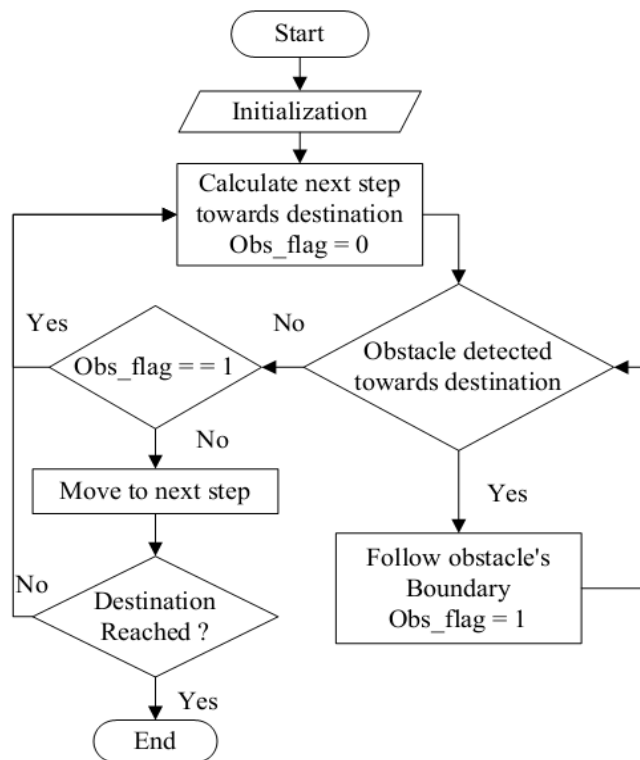 Start
Initialization
Calculate next step
towards destination
Obs_flag = 0
Yes
No
Obs_flag = = 1
Obstacle detected
towards destination
No
Yes
Move to next step
Follow obstacle's
Boundary
Obs_flag = 1
No
Destination
Reached ?
Yes
End